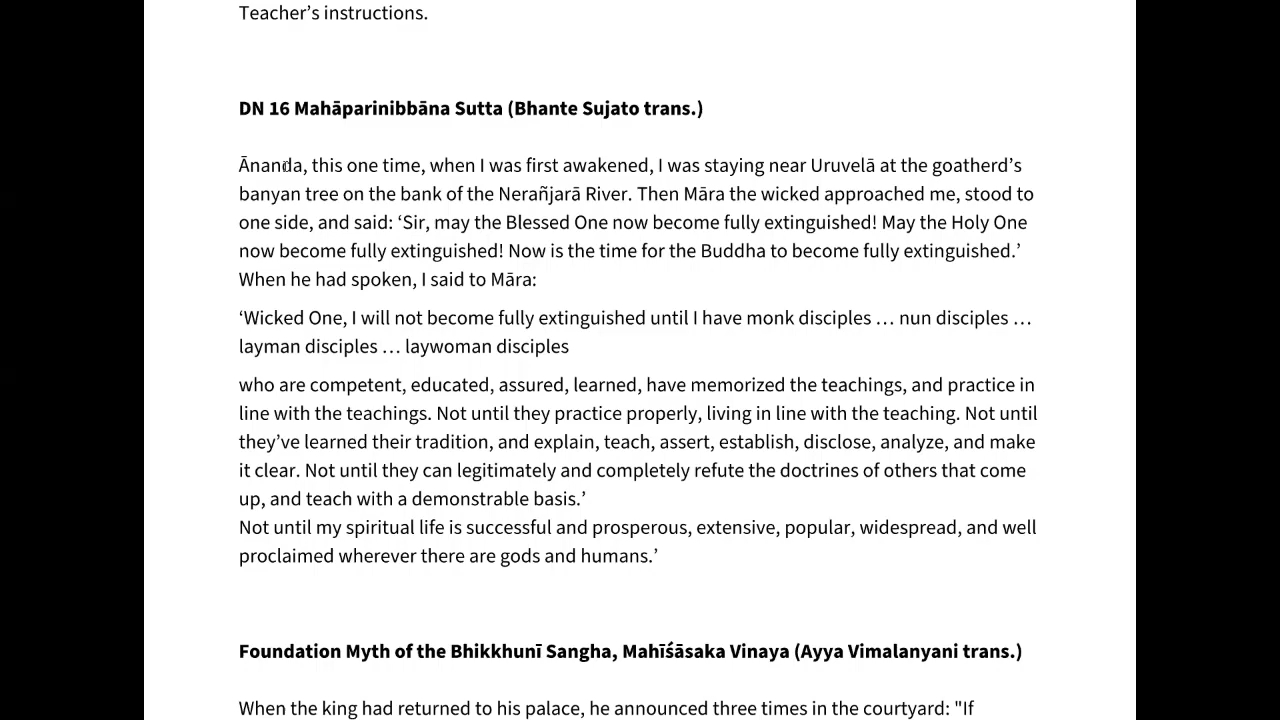 Teacher’s instructions.
DN 16 Mahāparinibbāna Sutta (Bhante Sujato trans.)
Ānanda, this one time, when I was first awakened, I was staying near Uruvelā at the goatherd’s
banyan tree on the bank of the Nerañjarā River. Then Māra the wicked approached me, stood to
one side, and said: ‘Sir, may the Blessed One now become fully extinguished! May the Holy One
now become fully extinguished! Now is the time for the Buddha to become fully extinguished.’
When he had spoken, I said to Māra:
‘Wicked One, I will not become fully extinguished until I have monk disciples … nun disciples …
layman disciples … laywoman disciples
who are competent, educated, assured, learned, have memorized the teachings, and practice in
line with the teachings. Not until they practice properly, living in line with the teaching. Not until
they’ve learned their tradition, and explain, teach, assert, establish, disclose, analyze, and make
it clear. Not until they can legitimately and completely refute the doctrines of others that come
up, and teach with a demonstrable basis.’
Not until my spiritual life is successful and prosperous, extensive, popular, widespread, and well
proclaimed wherever there are gods and humans.’
Foundation Myth of the Bhikkhunī Sangha, Mahīśāsaka Vinaya (Ayya Vimalanyani trans.)
When the king had returned to his palace, he announced three times in the courtyard: "If